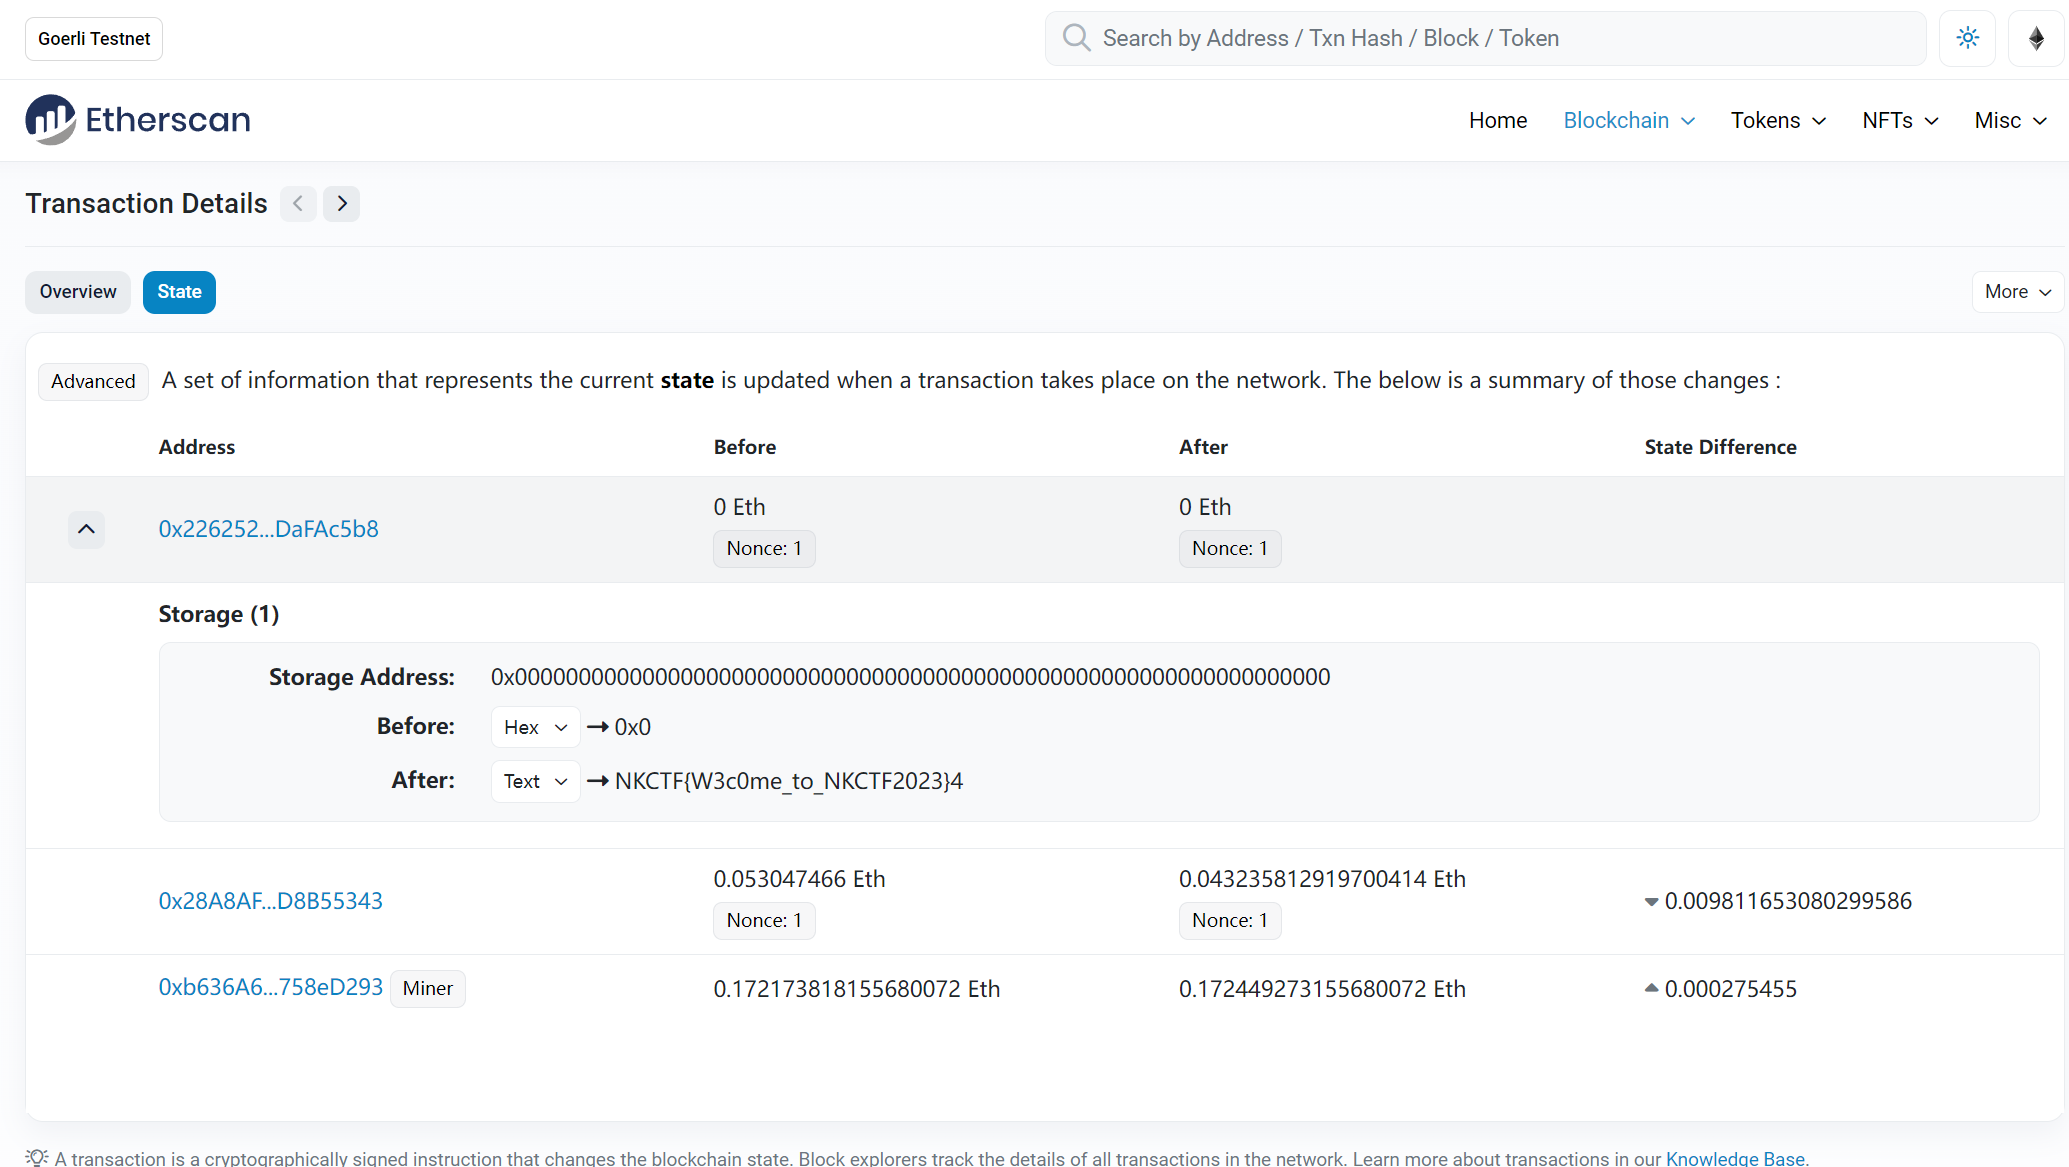 Goerli Testnet
Search by Address / Txn Hash / Block / Token
Etherscan
Home Blockchain Tokens NFTs Misc
Transaction Details
Overview State More
Advanced A set of information that represents the current state is updated when a transaction takes place on the network. The below is a summary of those changes :
Address Before After State Difference
0x226252...DaFAc5b8 0 Eth 0 Eth
Nonce: 1 Nonce: 1
Storage (1)
Storage Address: 0x0000000000000000000000000000000000000000000000000000000000000000
Before: Hex → 0x0
After: Text → NKCTF{W3c0me_to_NKCTF2023}4
0x28A8AF...D8B55343 0.053047466 Eth 0.043235812919700414 Eth 0.009811653080299586
Nonce: 1 Nonce: 1
0xb636A6...758eD293 Miner 0.172173818155680072 Eth 0.172449273155680072 Eth 0.000275455
A transaction is a cryptographically signed instruction that changes the blockchain state. Block explorers track the details of all transactions in the network. Learn more about transactions in our Knowledge Base.